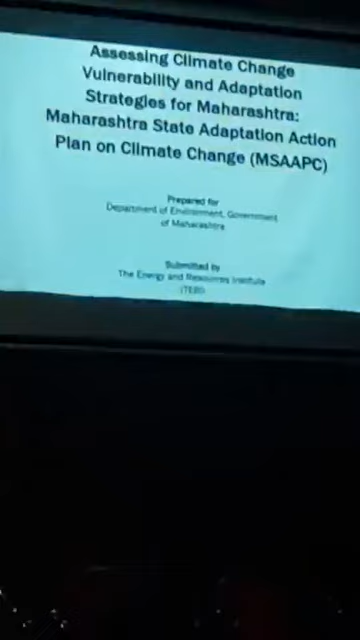 Assessing Climate Change
Vulnerability and Adaptation
Strategies for Maharashtra:
Maharashtra State Adaptation Action
Plan on Climate Change (MSAAPC)
Prepared for
Department of Environment, Government
of Maharashtra
Submitted by
The Energy and Resources Institute
(TERI)